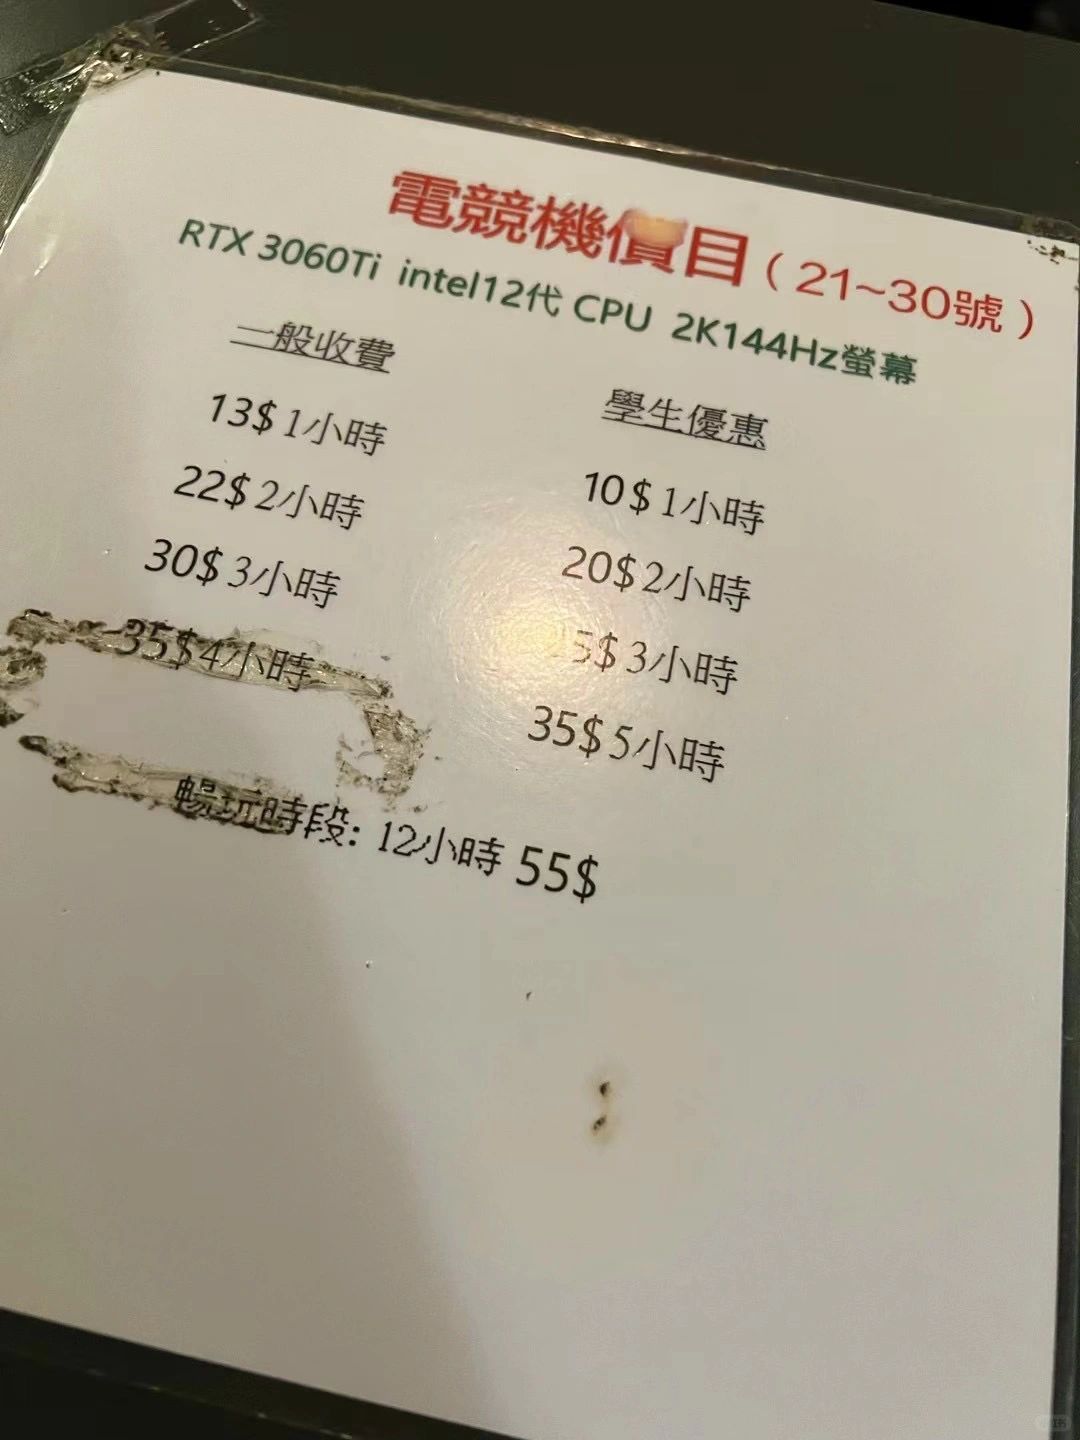 電競機價目（21~30號）
RTX 3060Ti intel12代 CPU 2K144Hz螢幕
一般收費
13$ 1小時
22$ 2小時
30$ 3小時
35$ 4小時
學生優惠
10$ 1小時
20$ 2小時
5$ 3小時
35$ 5小時
暢玩時段: 12小時 55$